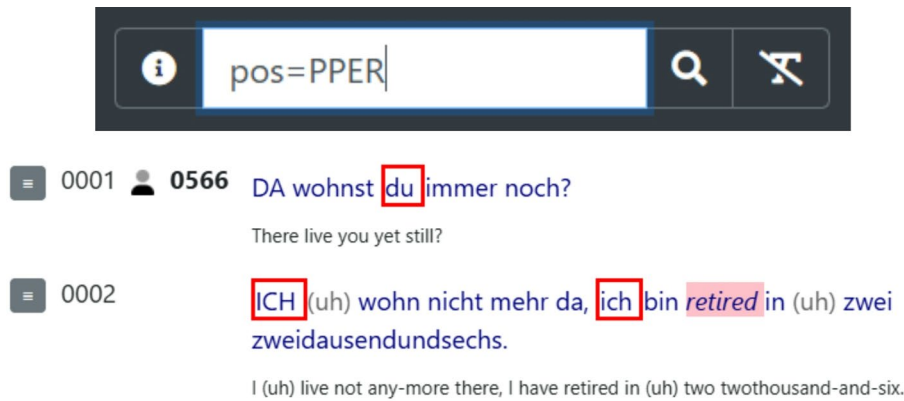 pos=PPER
0001 0566 DA wohnst du immer noch?
There live you yet still?
0002 ICH (uh) wohn nicht mehr da, ich bin retired in (uh) zwei
zweidausendundsechs.
I (uh) live not any-more there, I have retired in (uh) two twothousand-and-six.